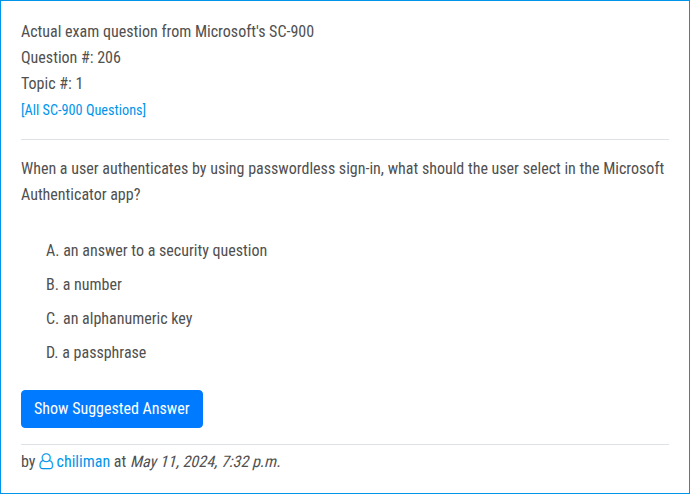 Actual exam question from Microsoft's SC-900
Question #: 206
Topic #: 1
[All SC-900 Questions]
When a user authenticates by using passwordless sign-in, what should the user select in the Microsoft
Authenticator app?
A. an answer to a security question
B. a number
C. an alphanumeric key
D. a passphrase
Show Suggested Answer
by chiliman at May 11, 2024, 7:32 p.m.